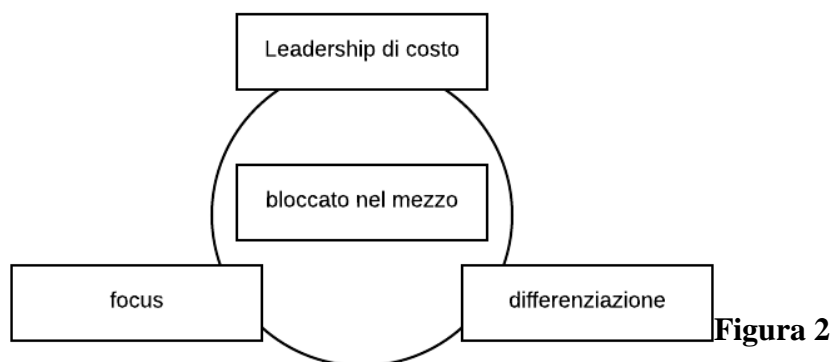 Leadership di costo
bloccato nel mezzo
focus
differenziazione
Figura 2